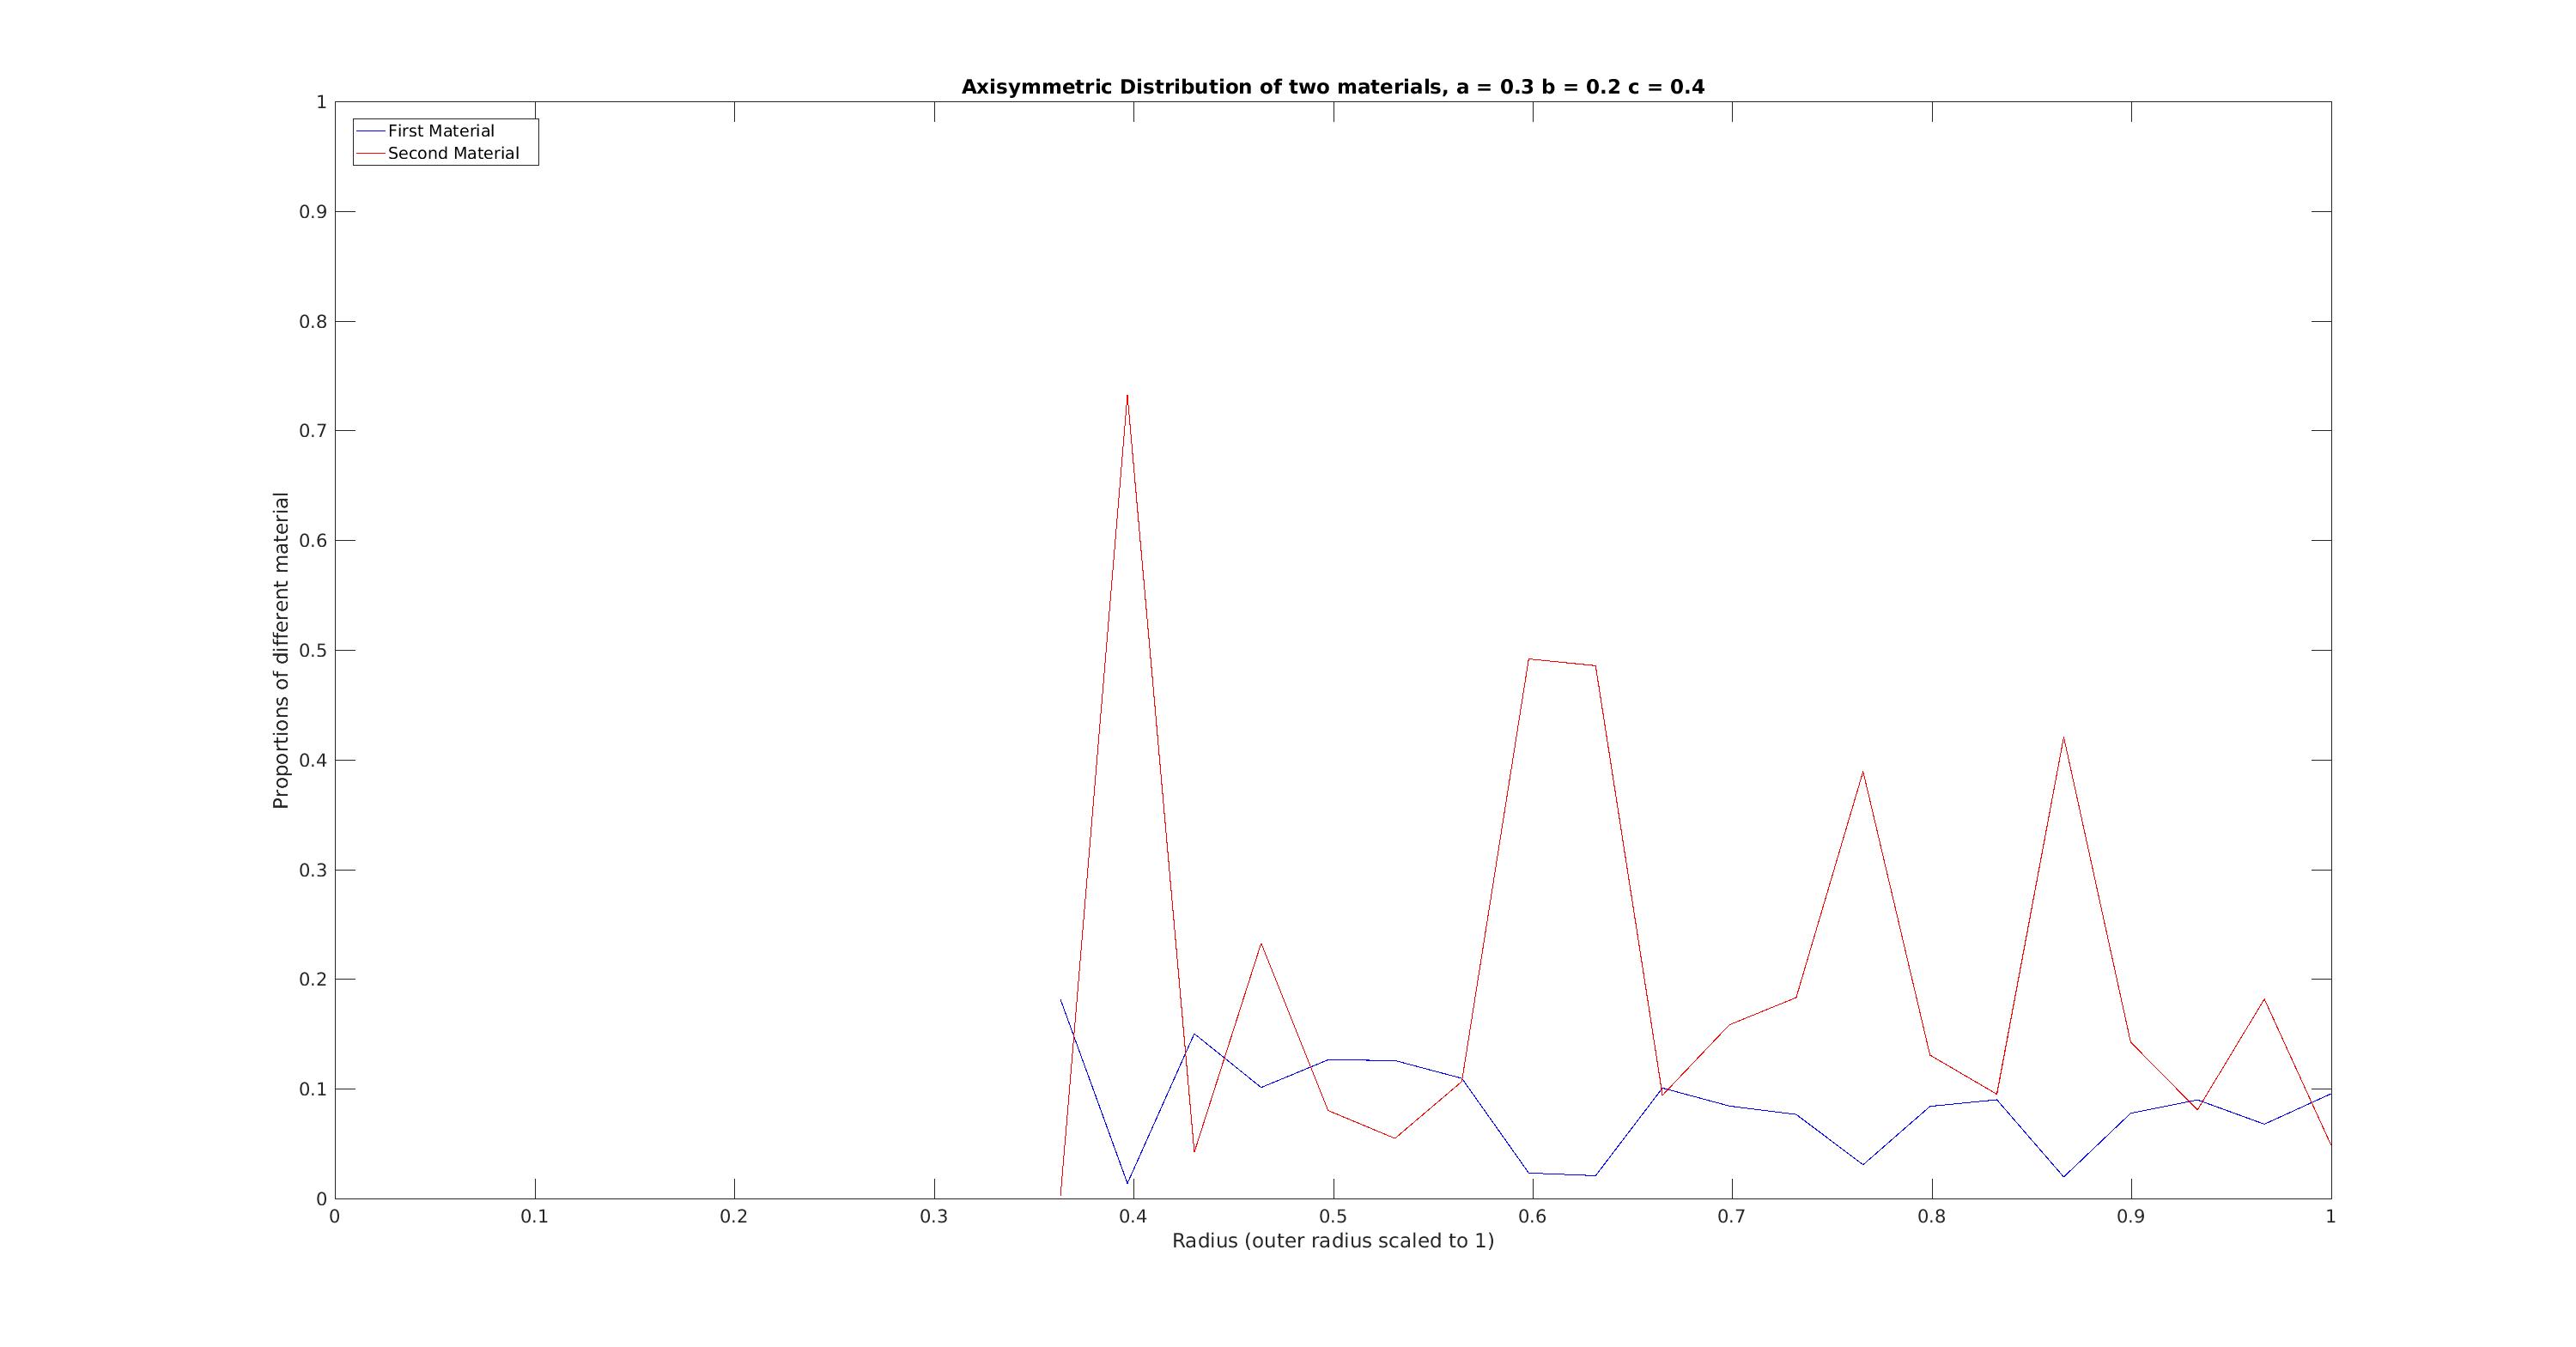 Axisymmetric Distribution of two materials, a = 0.3 b = 0.2 c = 0.4
First Material
Second Material
Proportions of different material
1
0.9
0.8
0.7
0.6
0.5
0.4
0.3
0.2
0.1
0
0 0.1 0.2 0.3 0.4 0.5 0.6 0.7 0.8 0.9 1
Radius (outer radius scaled to 1)